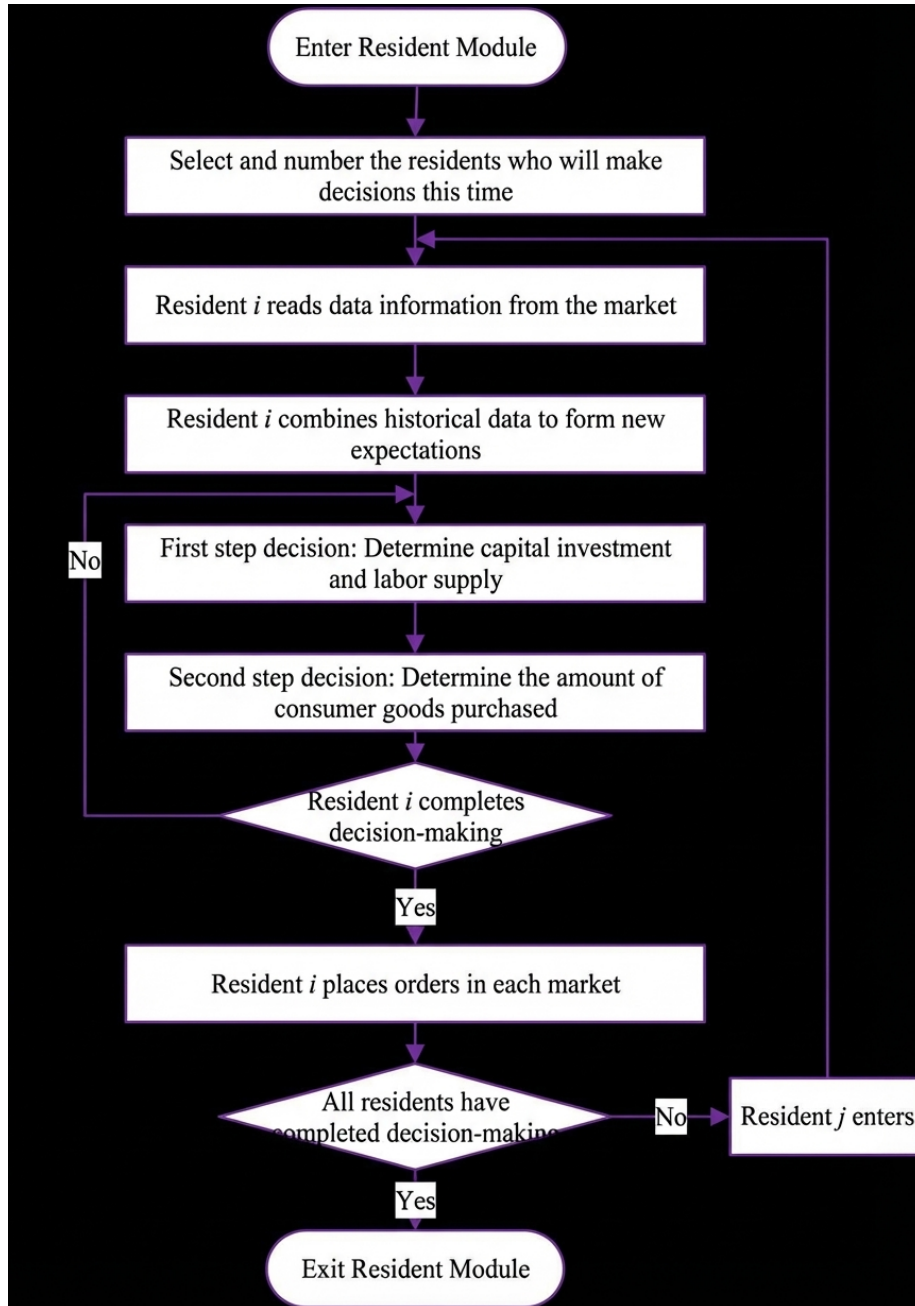 Enter Resident Module
Select and number the residents who will make
decisions this time
Resident i reads data information from the market
Resident i combines historical data to form new
expectations
No
First step decision: Determine capital investment
and labor supply
Second step decision: Determine the amount of
consumer goods purchased
Resident i completes
decision-making
Yes
Resident i places orders in each market
All residents have
completed decision-making
No
Resident j enters
Yes
Exit Resident Module